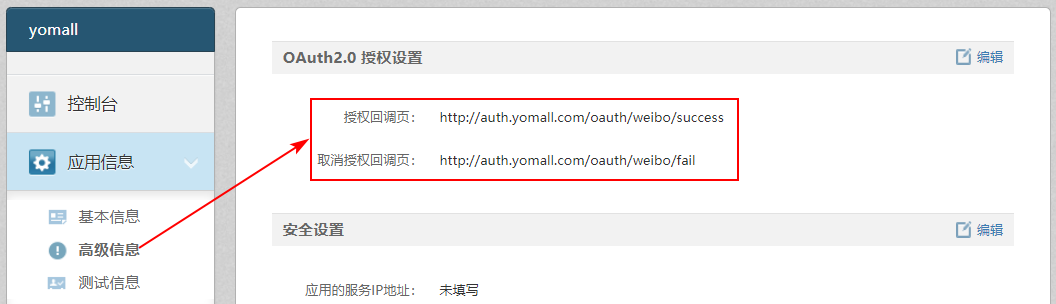 yomall
控制台
应用信息
基本信息
高级信息
测试信息
OAuth2.0 授权设置
编辑
授权回调页： http://auth.yomall.com/oauth/weibo/success
取消授权回调页： http://auth.yomall.com/oauth/weibo/fail
安全设置
编辑
应用的服务IP地址： 未填写